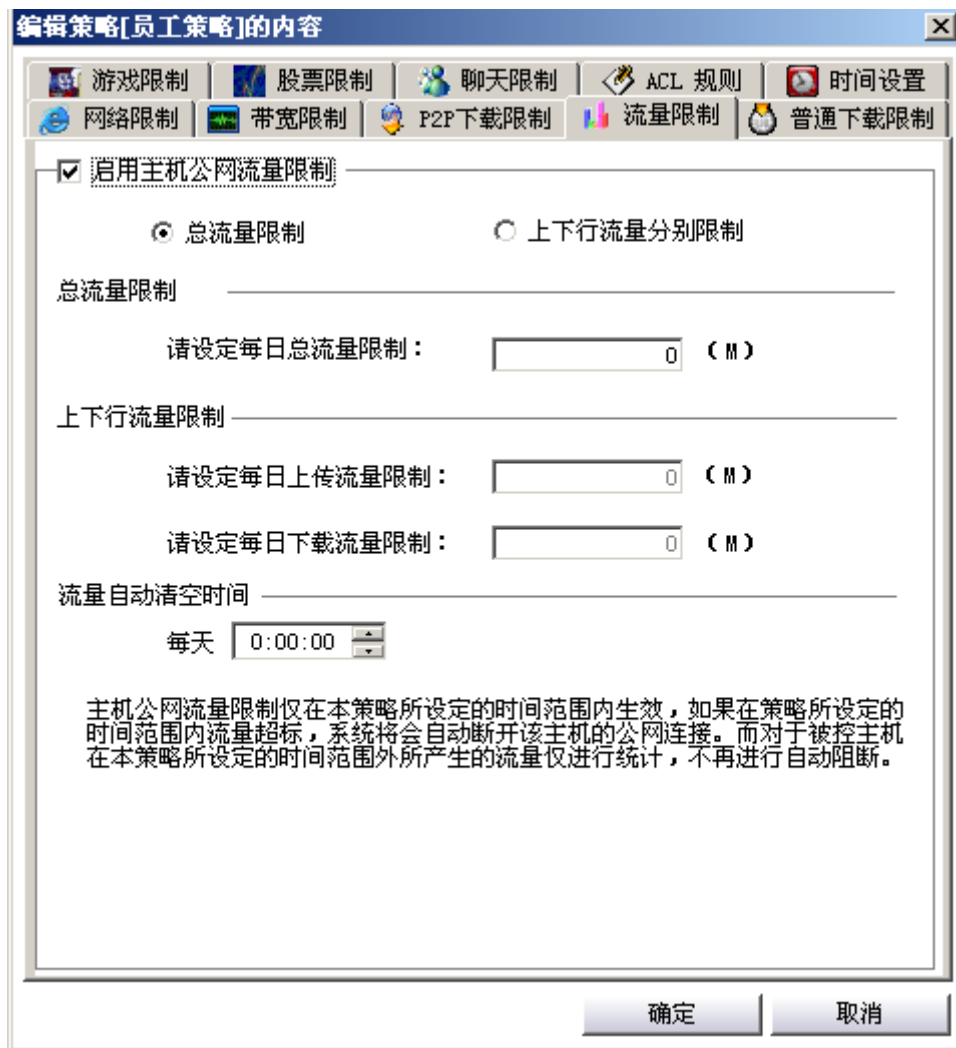 编辑策略[员工策略]的内容
游戏限制 股票限制 聊天限制 ACL 规则 时间设置
网络限制 带宽限制 P2P下载限制 流量限制 普通下载限制
启用主机公网流量限制
总流量限制 上下行流量分别限制
总流量限制
请设定每日总流量限制： 0 (M)
上下行流量限制
请设定每日上传流量限制： 0 (M)
请设定每日下载流量限制： 0 (M)
流量自动清空时间
每天 0:00:00
主机公网流量限制仅在本策略所设定的时间范围内生效，如果在策略所设定的
时间范围内流量超标，系统将会自动断开该主机的公网连接。而对于被控主机
在本策略所设定的时间范围外所产生的流量仅进行统计，不再进行自动阻断。
确定 取消